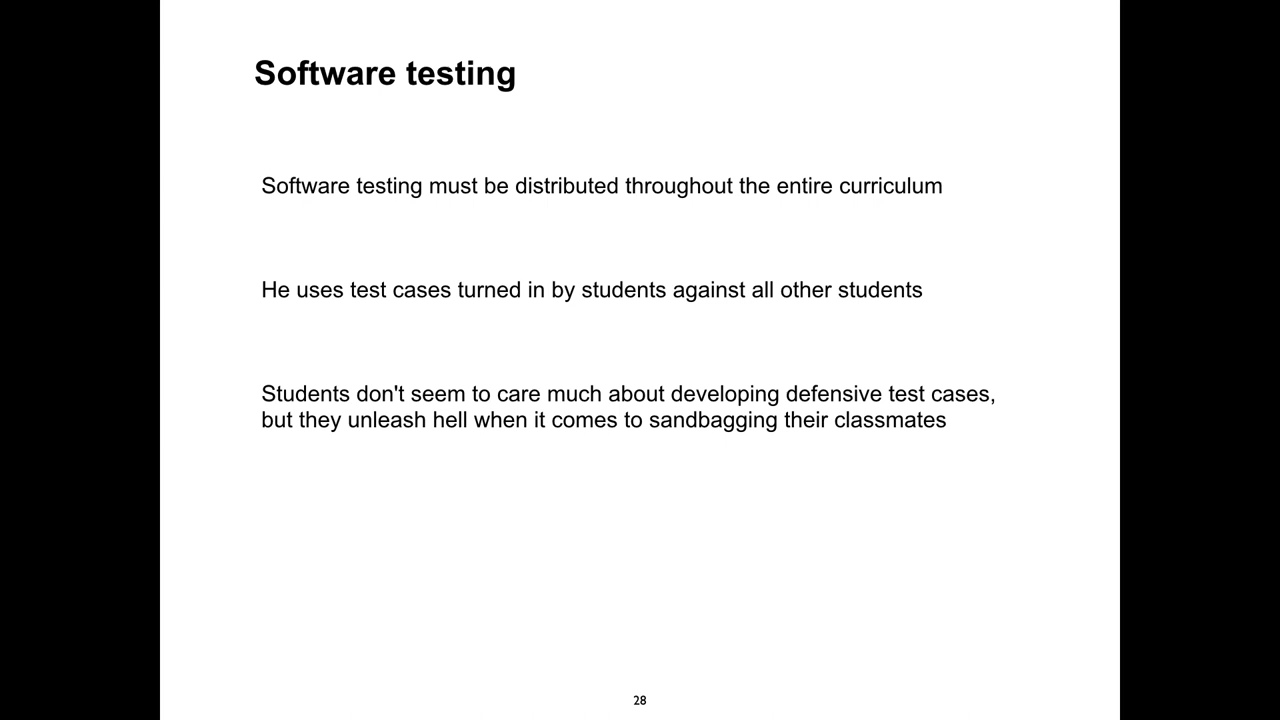 Software testing
Software testing must be distributed throughout the entire curriculum
He uses test cases turned in by students against all other students
Students don't seem to care much about developing defensive test cases,
but they unleash hell when it comes to sandbagging their classmates
28